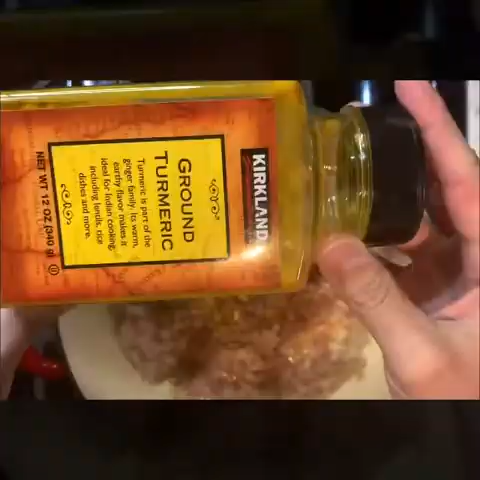 KIRKLAND
GROUND
TURMERIC
Turmeric is part of the
ginger family. Its warm,
earthy flavor makes it
ideal for Indian cooking,
including lentils, rice
dishes and more.
NET WT 12 OZ (340 g)